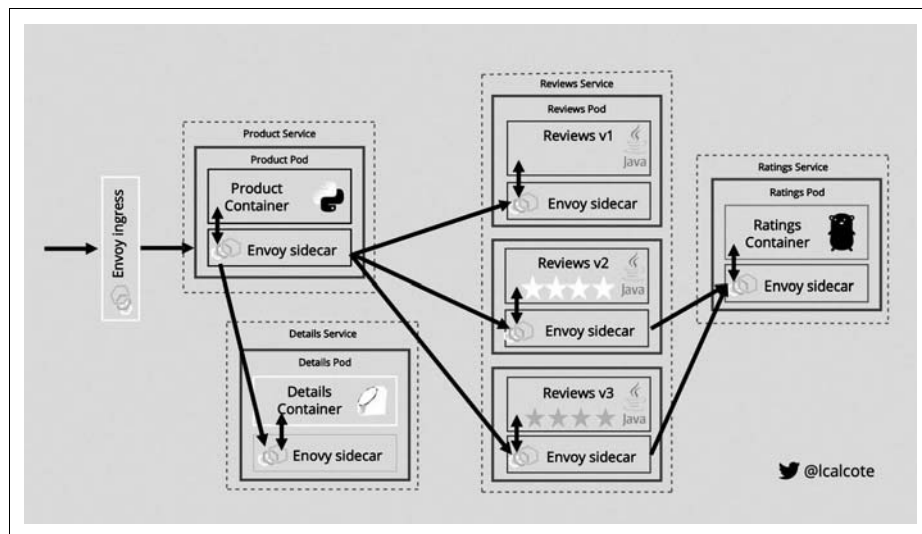 Envoy ingress
Product Service
Product Pod
Product
Container
Envoy sidecar
Details Service
Details Pod
Details
Container
Enovy sidecar
Reviews Service
Reviews Pod
Reviews v1
Java
Envoy sidecar
Reviews v2
Java
Envoy sidecar
Reviews v3
Java
Envoy sidecar
Ratings Service
Ratings Pod
Ratings
Container
Envoy sidecar
@lcalcote